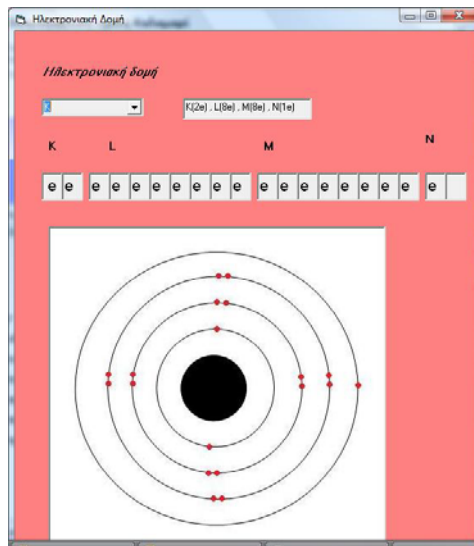 Ηλεκτρονιακή Δομή
Ηλεκτρονιακή δομή
K K(2e) , L(8e) , M(8e) , N(1e)
K L M N
e e e e e e e e e e e e e e e e e e e